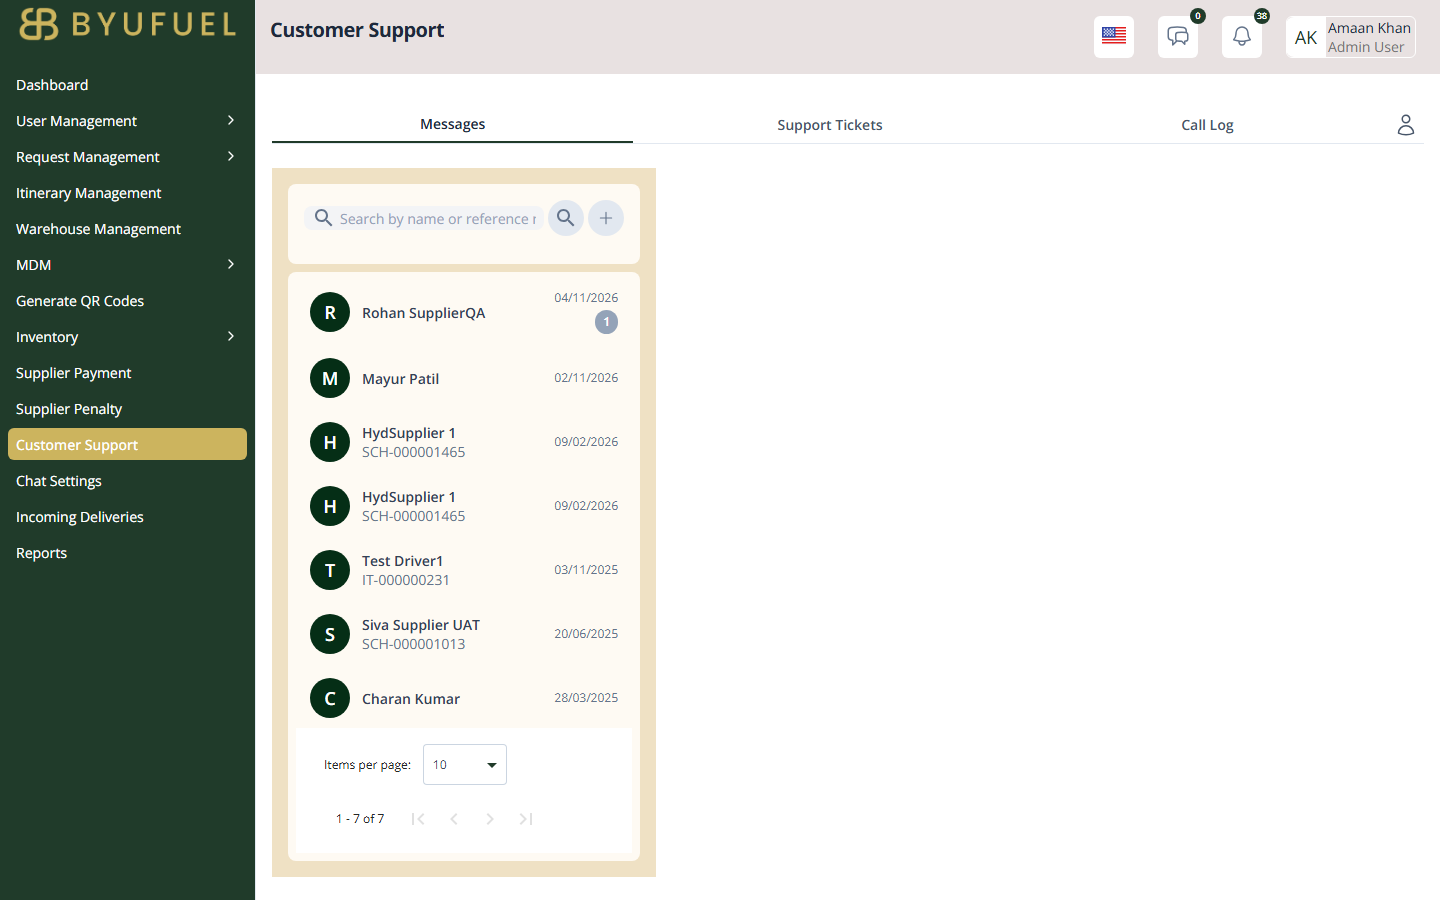 BYUFUEL
Customer Support
0
38
AK
Amaan Khan
Admin User
Dashboard
User Management
Request Management
Itinerary Management
Warehouse Management
MDM
Generate QR Codes
Inventory
Supplier Payment
Supplier Penalty
Customer Support
Chat Settings
Incoming Deliveries
Reports
Messages
Support Tickets
Call Log
Search by name or reference r
R
Rohan SupplierQA
04/11/2026
1
M
Mayur Patil
02/11/2026
H
HydSupplier 1
SCH-000001465
09/02/2026
H
HydSupplier 1
SCH-000001465
09/02/2026
T
Test Driver1
IT-000000231
03/11/2025
S
Siva Supplier UAT
SCH-000001013
20/06/2025
C
Charan Kumar
28/03/2025
Items per page:
10
1 - 7 of 7